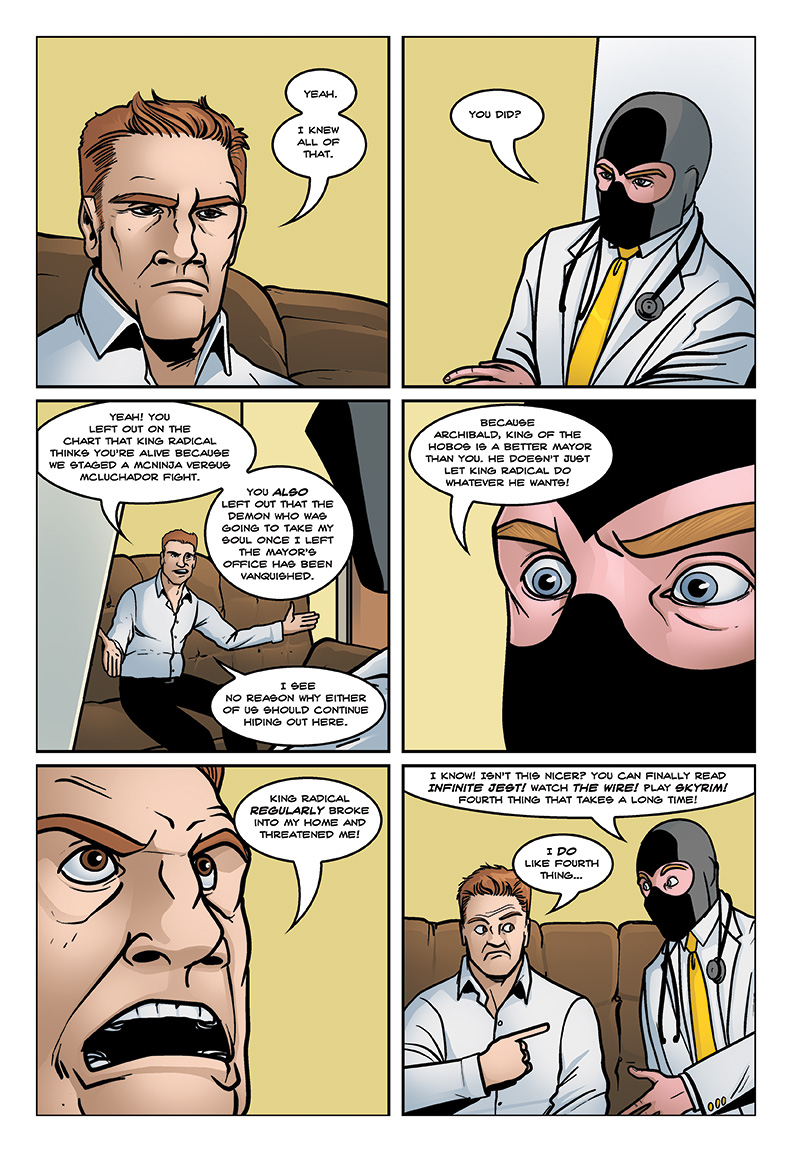 YEAH.
I KNEW
ALL OF
THAT.
YOU DID?
YEAH! YOU
LEFT OUT ON THE
CHART THAT KING RADICAL
THINKS YOU'RE ALIVE BECAUSE
WE STAGED A MCNINJA VERSUS
MCLUCHADOR FIGHT.
YOU ALSO
LEFT OUT THAT THE
DEMON WHO WAS
GOING TO TAKE MY
SOUL ONCE I LEFT
THE MAYOR'S
OFFICE HAS BEEN
VANQUISHED.
I SEE
NO REASON WHY EITHER
OF US SHOULD CONTINUE
HIDING OUT HERE.
BECAUSE
ARCHIBALD, KING OF THE
HOBOS IS A BETTER MAYOR
THAN YOU. HE DOESN'T JUST
LET KING RADICAL DO
WHATEVER HE WANTS!
KING RADICAL
REGULARLY BROKE
INTO MY HOME AND
THREATENED ME!
I KNOW! ISN'T THIS NICER? YOU CAN FINALLY READ
INFINITE JEST! WATCH THE WIRE! PLAY SKYRIM!
FOURTH THING THAT TAKES A LONG TIME!
I DO
LIKE FOURTH
THING...